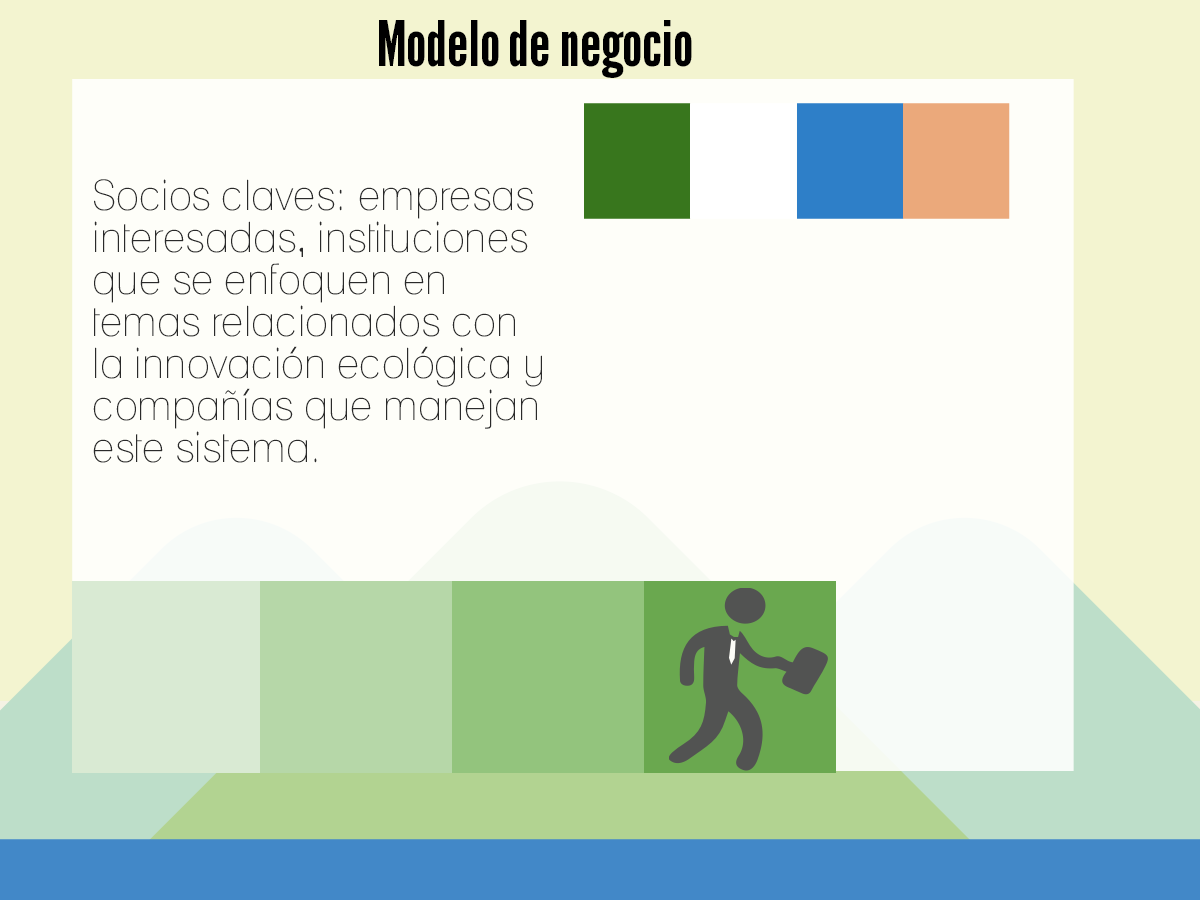 Modelo de negocio
Socios claves: empresas
interesadas, instituciones
que se enfoquen en
temas relacionados con
la innovación ecológica y
compañías que manejan
este sistema.